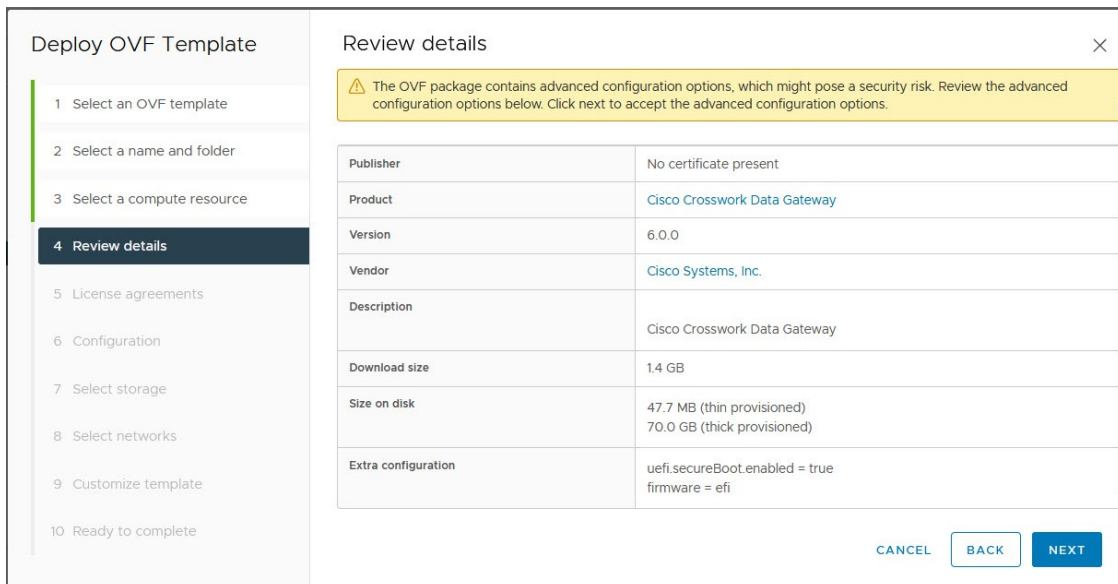 Deploy OVF Template
1 Select an OVF template
2 Select a name and folder
3 Select a compute resource
4 Review details
5 License agreements
6 Configuration
7 Select storage
8 Select networks
9 Customize template
10 Ready to complete
Review details
The OVF package contains advanced configuration options, which might pose a security risk. Review the advanced
configuration options below. Click next to accept the advanced configuration options.
Publisher No certificate present
Product Cisco Crosswork Data Gateway
Version 6.0.0
Vendor Cisco Systems, Inc.
Description Cisco Crosswork Data Gateway
Download size 1.4 GB
Size on disk 47.7 MB (thin provisioned)
70.0 GB (thick provisioned)
Extra configuration uefi.secureBoot.enabled = true
firmware = efi
CANCEL BACK NEXT